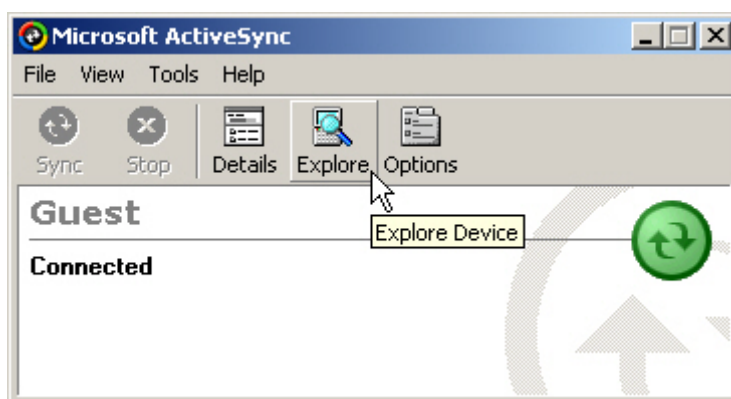 Microsoft ActiveSync
File View Tools Help
Sync Stop Details Explore Options
Guest
Explore Device
Connected